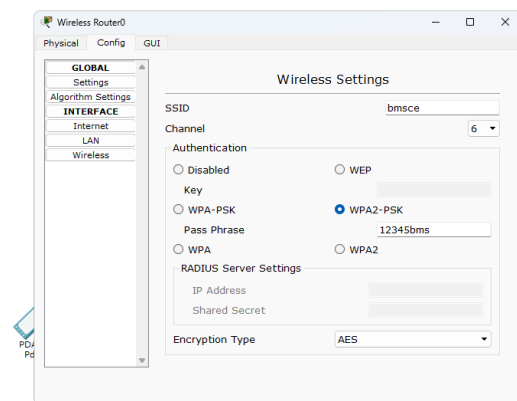 Wireless Router0
Physical Config GUI
GLOBAL
Settings
Algorithm Settings
INTERFACE
Internet
LAN
Wireless
Wireless Settings
SSID bmsce
Channel 6
Authentication
Disabled WEP
Key
WPA-PSK WPA2-PSK
Pass Phrase 12345bms
WPA WPA2
RADIUS Server Settings
IP Address
Shared Secret
Encryption Type AES